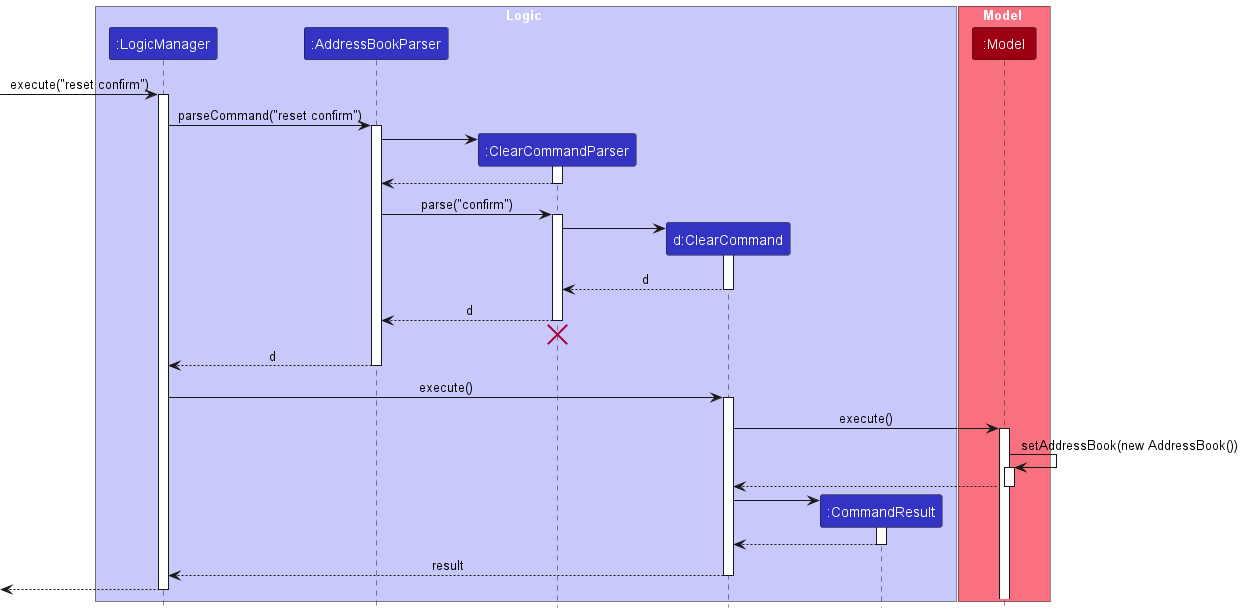 Logic
Model
:LogicManager
:AddressBookParser
:Model
execute("reset confirm")
parseCommand("reset confirm")
:ClearCommandParser
parse("confirm")
d:ClearCommand
d
d
d
execute()
execute()
setAddressBook(new AddressBook())
:CommandResult
result